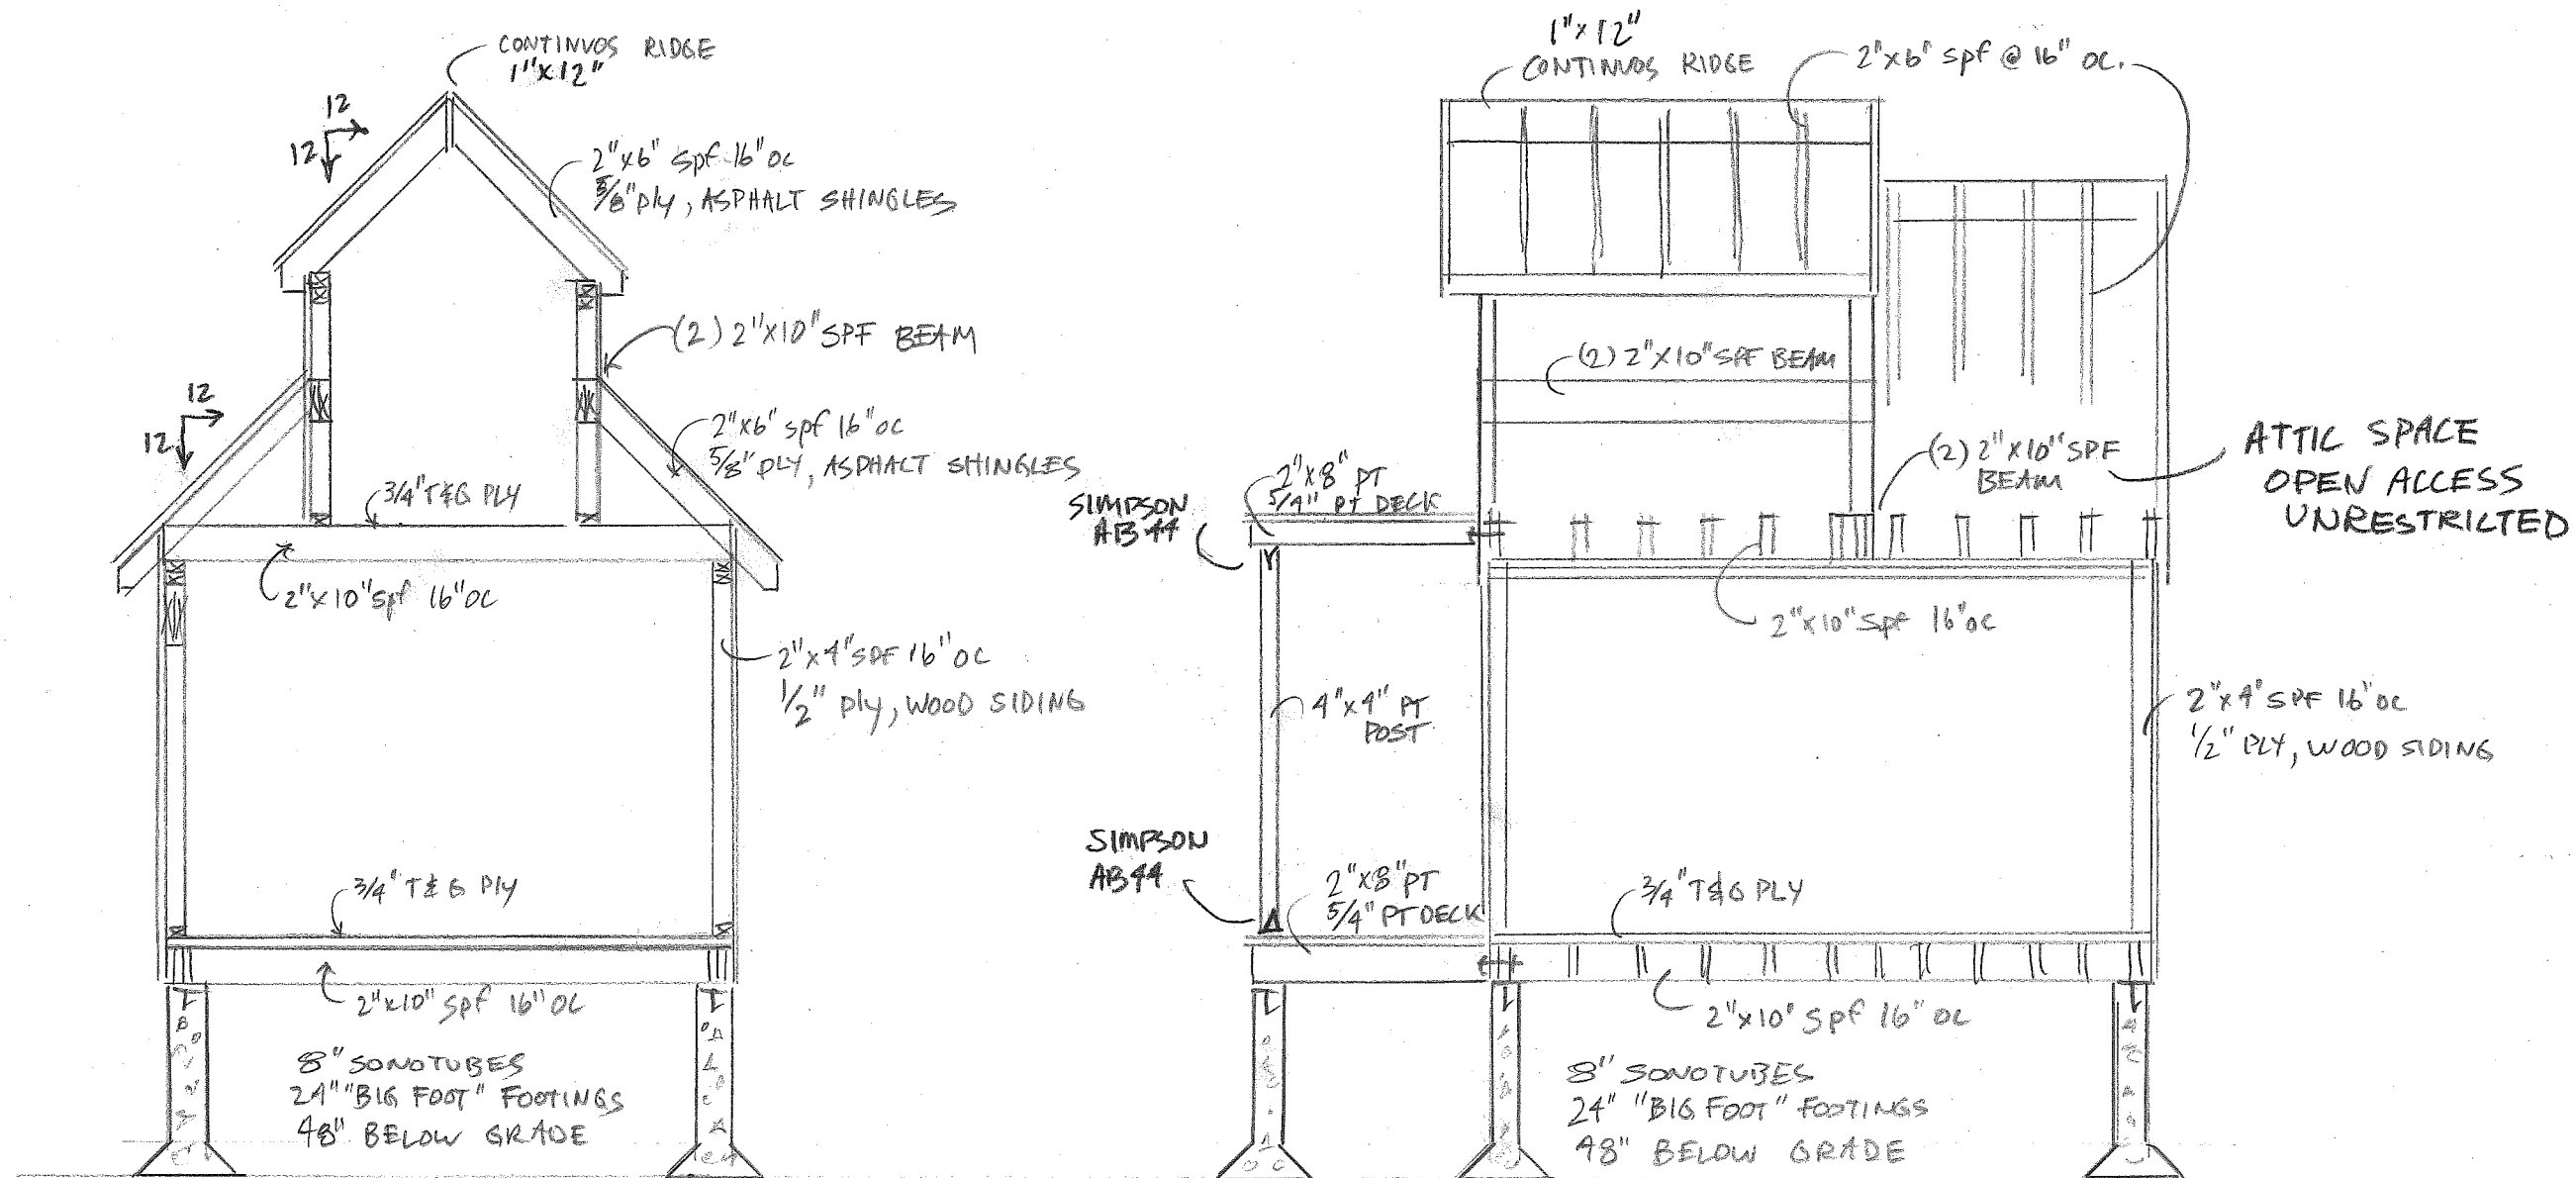 CONTINUOS RIDGE
1"X12"
12
12
2"x6" spf 16" oc
5/8" ply, ASPHALT SHINGLES
(2) 2"X10" SPF BEAM
12
12
2"x6" spf 16" oc
5/8" PLY, ASPHALT SHINGLES
3/4" T&G PLY
2"x10" spf 16" OC
2"x4" SPF 16" OC
1/2" ply, WOOD SIDING
3/4" T&G PLY
2"x10" spf 16" OC
8" SONOTUBES
24" "BIG FOOT" FOOTINGS
48" BELOW GRADE
1"x12"
CONTINUOS RIDGE
2"x6" spf @ 16" OC.
(2) 2"X10" SPF BEAM
(2) 2"X10" SPF
BEAM
ATTIC SPACE
OPEN ACCESS
UNRESTRICTED
2"x8" PT
5/4" PT DECK
SIMPSON
AB44
2"x10" spf 16" oc
4"x4" PT
POST
2"x4" SPF 16" oc
1/2" PLY, WOOD SIDING
SIMPSON
AB44
2"x8" PT
5/4" PT DECK
3/4" T&G PLY
2"x10" spf 16" OC
8" SONOTUBES
24" "BIG FOOT" FOOTINGS
48" BELOW GRADE